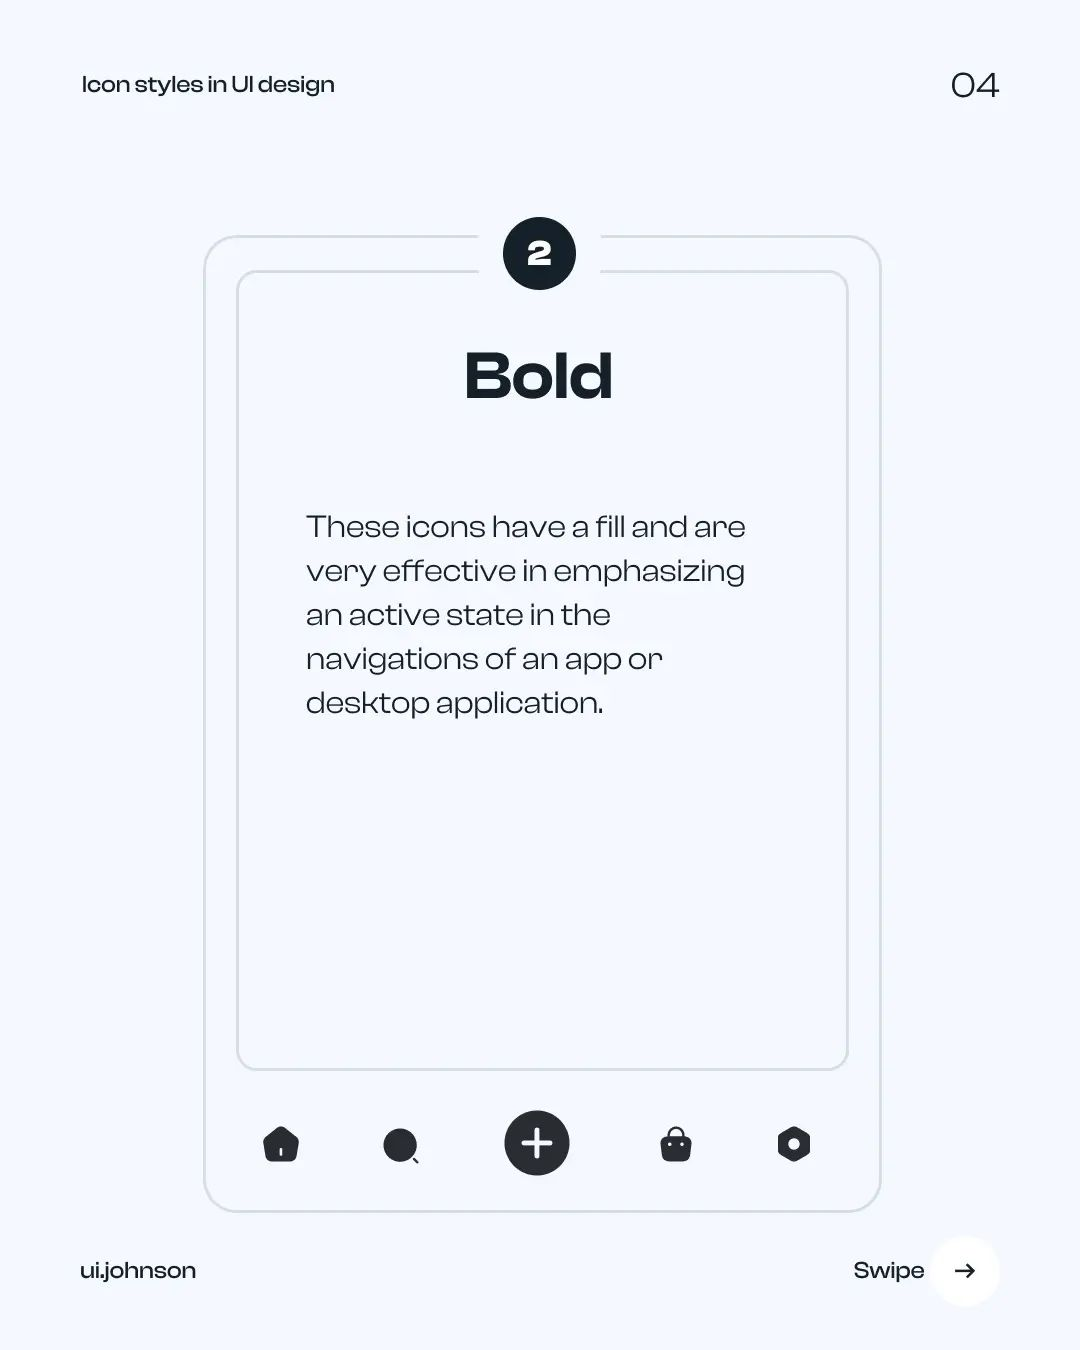 Icon styles in UI design
04
2
Bold
These icons have a fill and are
very effective in emphasizing
an active state in the
navigations of an app or
desktop application.
ui.johnson
Swipe